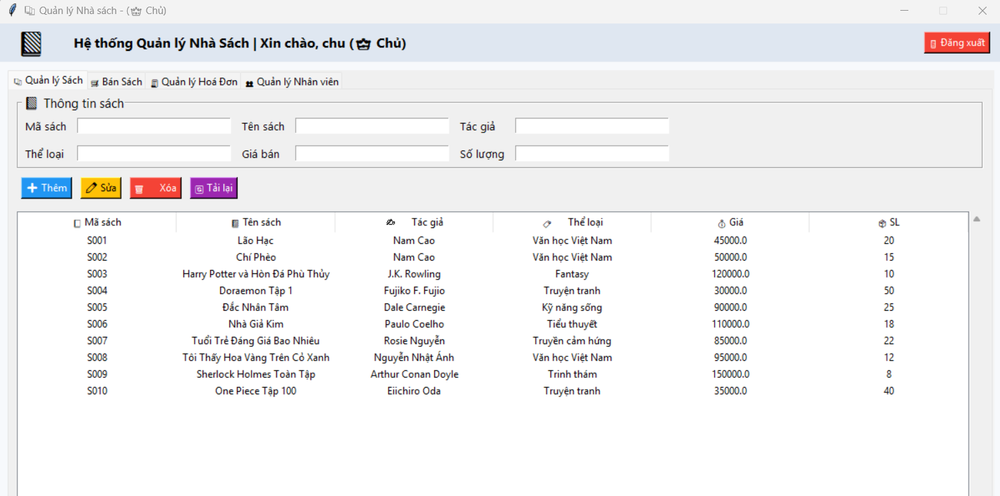 Quản lý Nhà sách - (👑 Chủ)
Hệ thống Quản lý Nhà Sách | Xin chào, chu (👑 Chủ)
Đăng xuất
Quản lý Sách Bán Sách Quản lý Hoá Đơn Quản lý Nhân viên
Thông tin sách
Mã sách Tên sách Tác giả
Thể loại Giá bán Số lượng
Thêm Sửa Xóa Tải lại
Mã sách Tên sách Tác giả Thể loại Giá SL
S001 Lão Hạc Nam Cao Văn học Việt Nam 45000.0 20
S002 Chí Phèo Nam Cao Văn học Việt Nam 50000.0 15
S003 Harry Potter và Hòn Đá Phù Thủy J.K. Rowling Fantasy 120000.0 10
S004 Doraemon Tập 1 Fujiko F. Fujio Truyện tranh 30000.0 50
S005 Đắc Nhân Tâm Dale Carnegie Kỹ năng sống 90000.0 25
S006 Nhà Giả Kim Paulo Coelho Tiểu thuyết 110000.0 18
S007 Tuổi Trẻ Đáng Giá Bao Nhiêu Rosie Nguyễn Truyền cảm hứng 85000.0 22
S008 Tôi Thấy Hoa Vàng Trên Cỏ Xanh Nguyễn Nhật Ánh Văn học Việt Nam 95000.0 12
S009 Sherlock Holmes Toàn Tập Arthur Conan Doyle Trinh thám 150000.0 8
S010 One Piece Tập 100 Eiichiro Oda Truyện tranh 35000.0 40